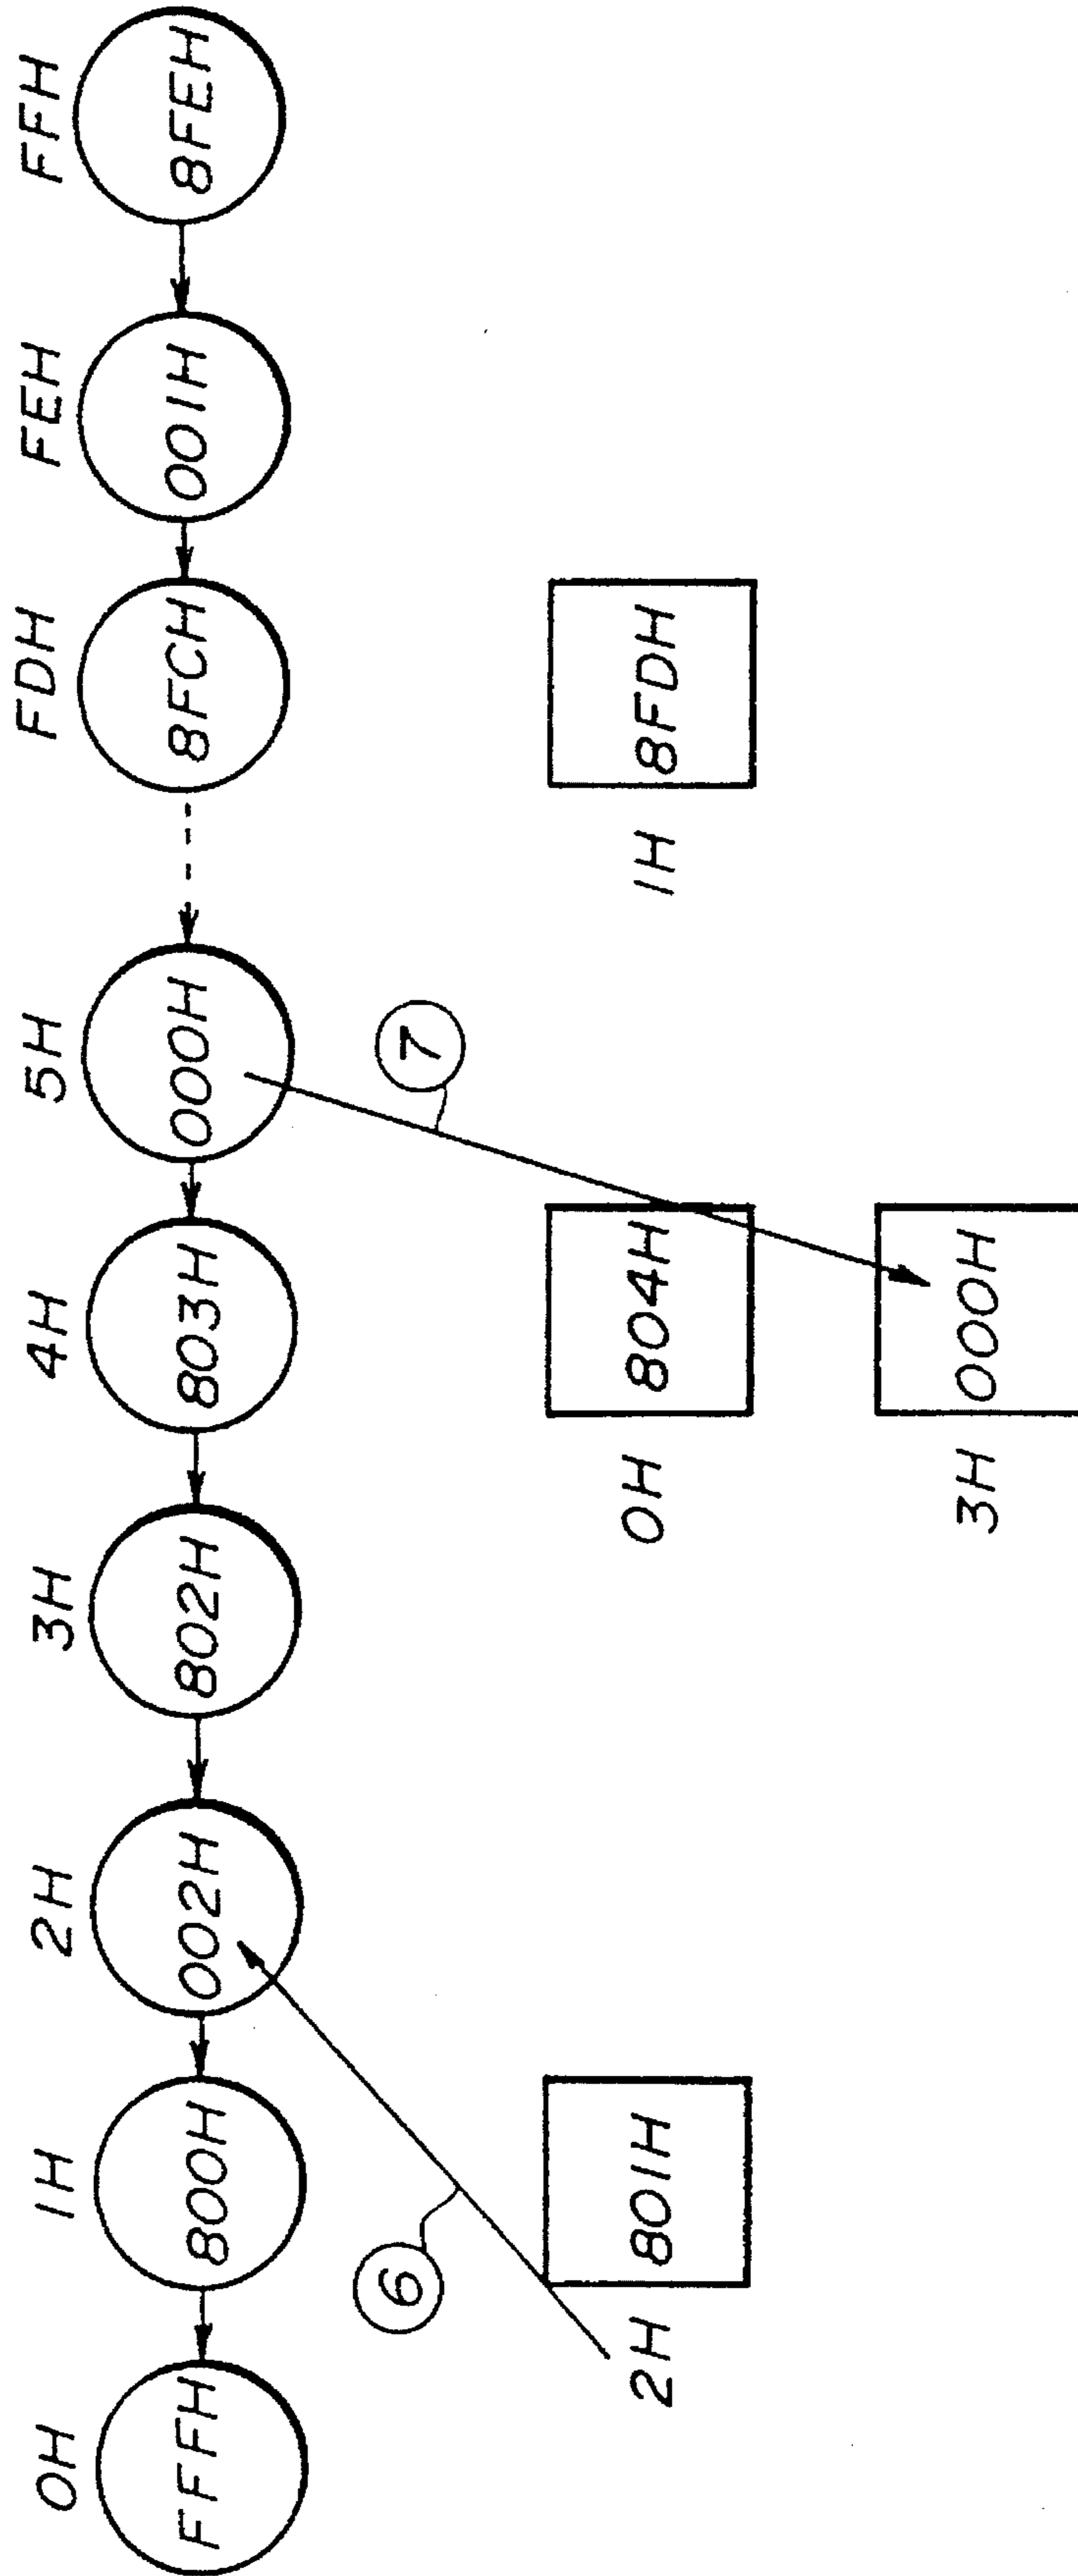 0H 1H 2H 3H 4H 5H FDH FEH FFH
FFFH 800H 002H 802H 803H 000H 8FCH 001H 8FEH
6 7
2H 801H 0H 804H 1H 8FDH
3H 000H